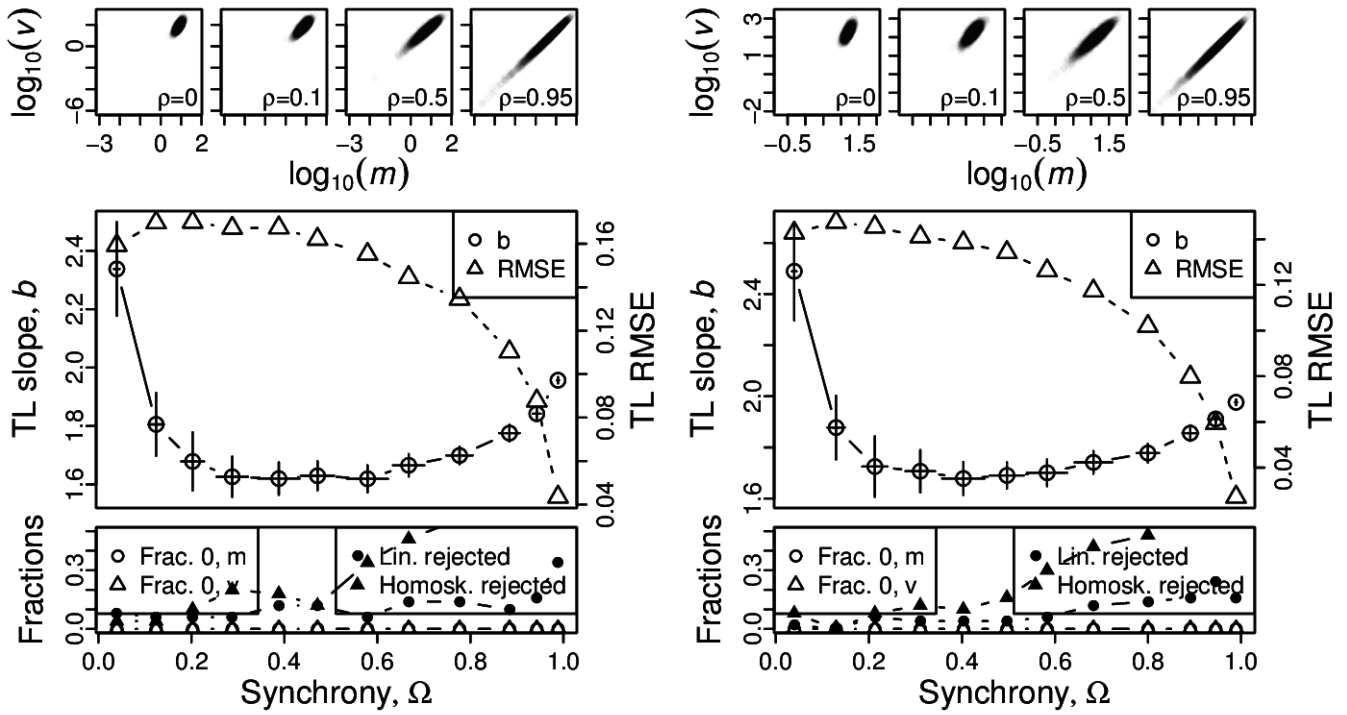 log10(v)
0
-6
ρ=0
ρ=0.1
ρ=0.5
ρ=0.95
-3 0 2
-3 0 2
log10(m)
TL slope, b
2.4
2.2
2.0
1.8
1.6
b
RMSE
0.16
0.12
0.08
0.04
TL RMSE
Fractions
0.3
0.0
Frac. 0, m
Frac. 0, v
Lin. rejected
Homosk. rejected
0.0 0.2 0.4 0.6 0.8 1.0
Synchrony, Ω
log10(v)
3
1
-2
ρ=0
ρ=0.1
ρ=0.5
ρ=0.95
-0.5 1.5
-0.5 1.5
log10(m)
TL slope, b
2.4
2.0
1.6
b
RMSE
0.12
0.08
0.04
TL RMSE
Fractions
0.3
0.0
Frac. 0, m
Frac. 0, v
Lin. rejected
Homosk. rejected
0.0 0.2 0.4 0.6 0.8 1.0
Synchrony, Ω